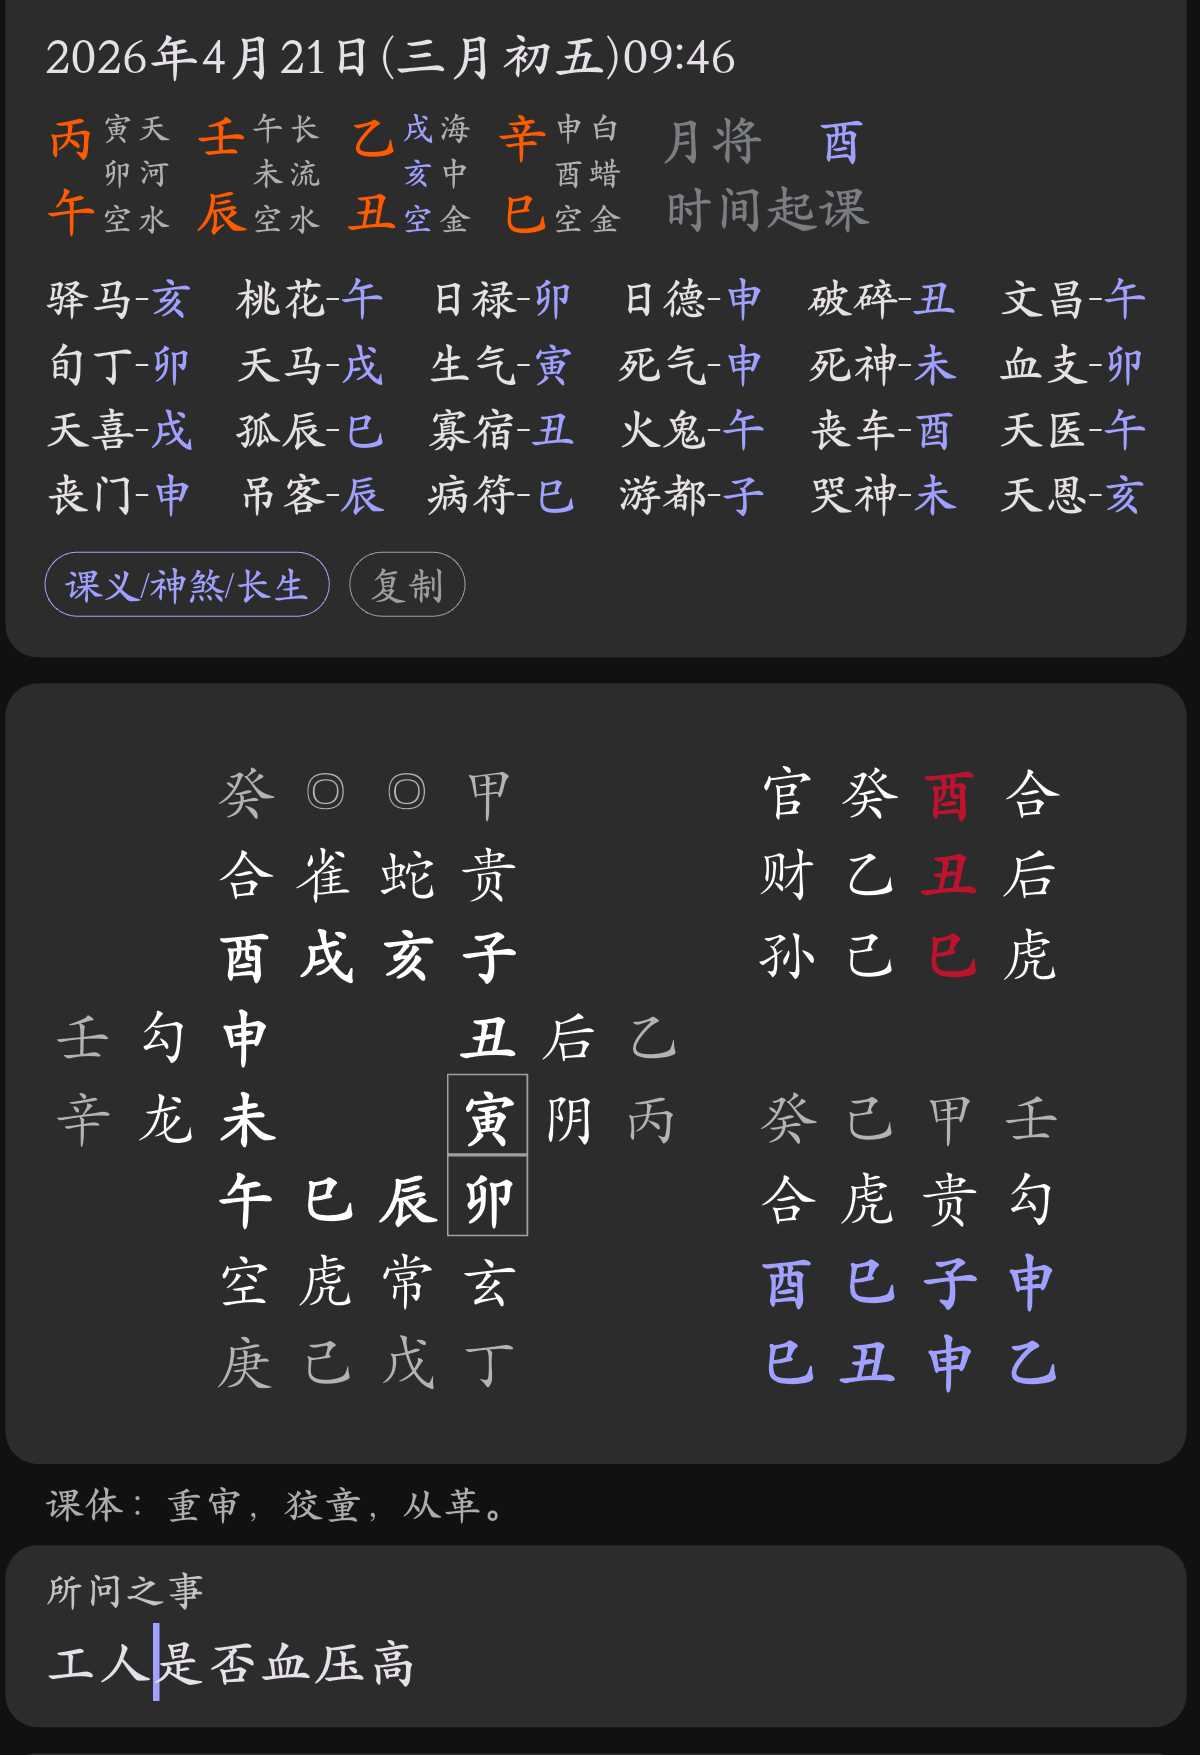 2026年4月21日(三月初五)09:46
丙 寅天 壬 午长 乙 戌海 辛 申白 月将 酉
卯河 未流 亥中 酉蜡
午 空水 辰 空水 丑 空金 巳 空金 时间起课
驿马-亥 桃花-午 日禄-卯 日德-申 破碎-丑 文昌-午
旬丁-卯 天马-戌 生气-寅 死气-申 死神-未 血支-卯
天喜-戌 孤辰-巳 寡宿-丑 火鬼-午 丧车-酉 天医-午
丧门-申 吊客-辰 病符-巳 游都-子 哭神-未 天恩-亥
课义/神煞/长生 复制
癸 ◎ ◎ 甲 官 癸 酉 合
合 雀 蛇 贵 财 乙 丑 后
酉 戌 亥 子 孙 己 巳 虎
壬 勾 申 丑 后 乙
辛 龙 未 寅 阴 丙 癸 己 甲 壬
午 巳 辰 卯 合 虎 贵 勾
空 虎 常 玄 酉 巳 子 申
庚 己 戊 丁 巳 丑 申 乙
课体：重审，狡童，从革。
所问之事
工人是否血压高